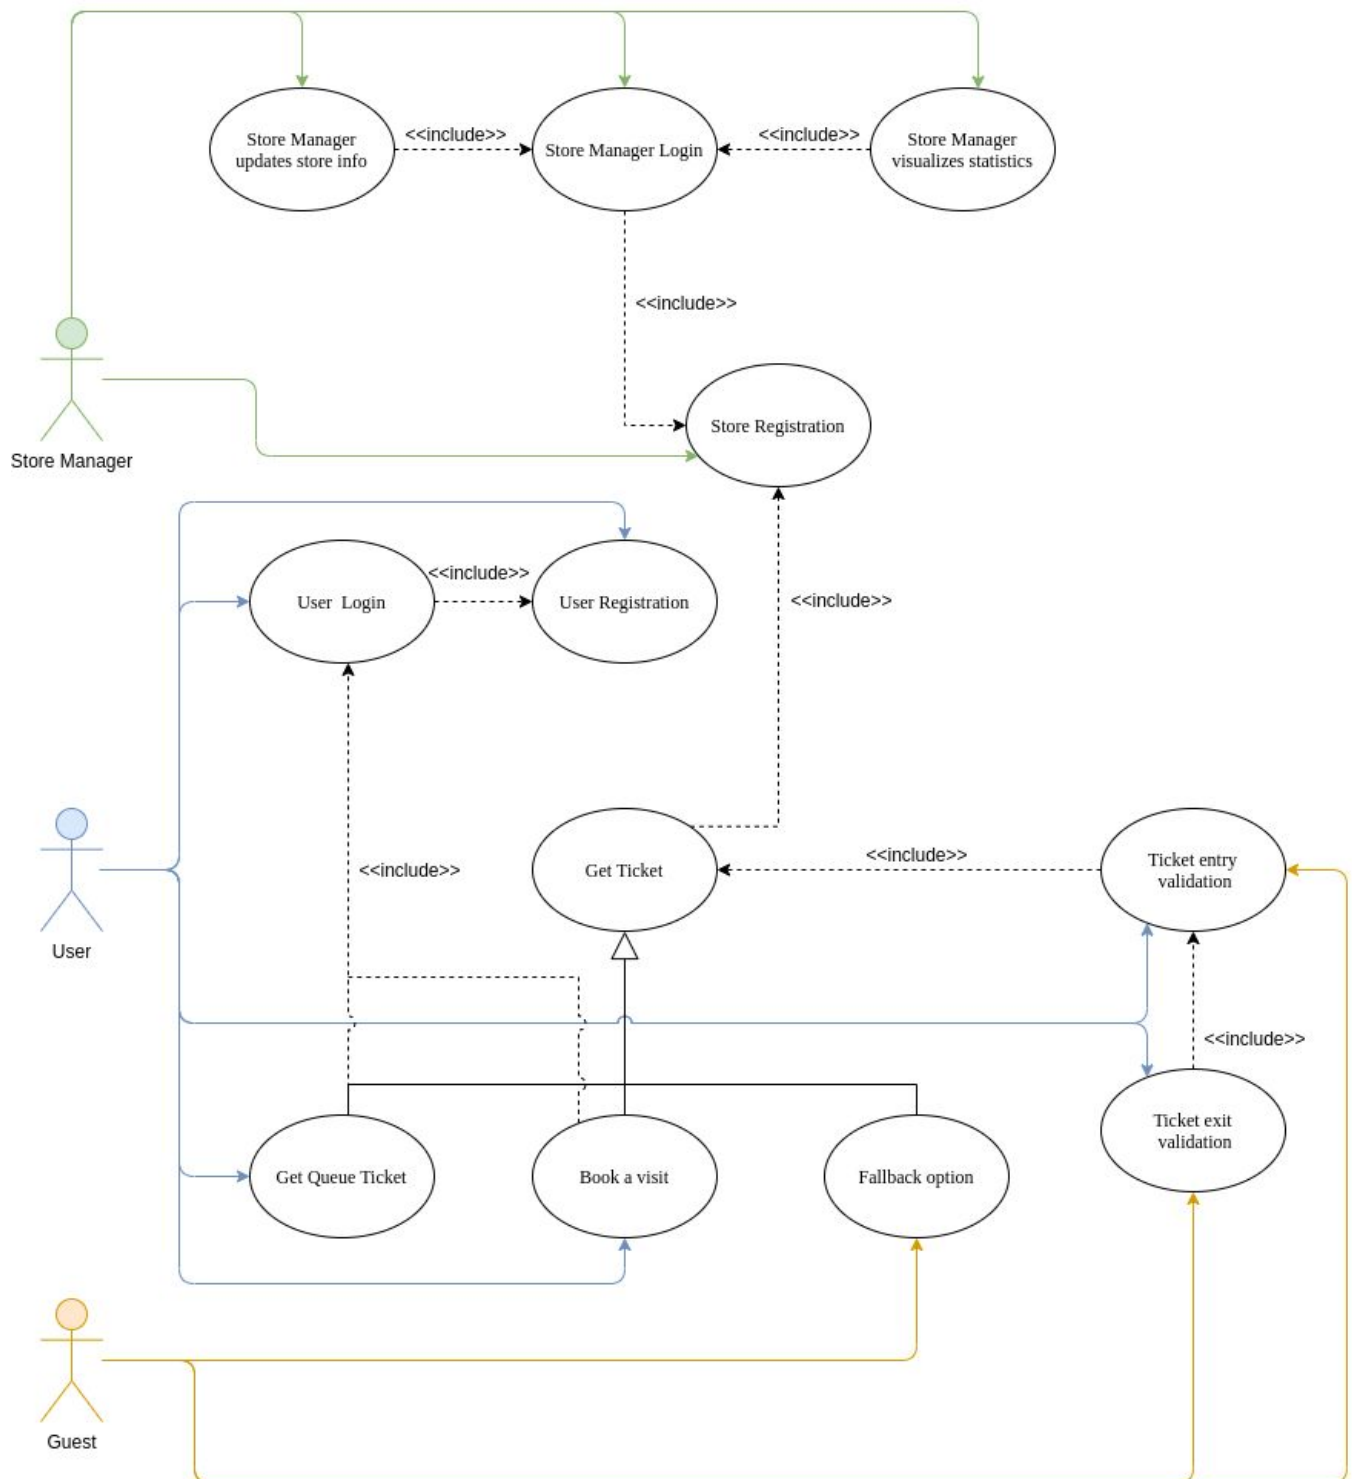 Store Manager
updates store info
<<include>>
Store Manager Login
<<include>>
Store Manager
visualizes statistics
<<include>>
Store Manager
Store Registration
User Login
<<include>>
User Registration
<<include>>
User
<<include>>
Get Ticket
<<include>>
Ticket entry
validation
<<include>>
Ticket exit
validation
Get Queue Ticket
Book a visit
Fallback option
Guest